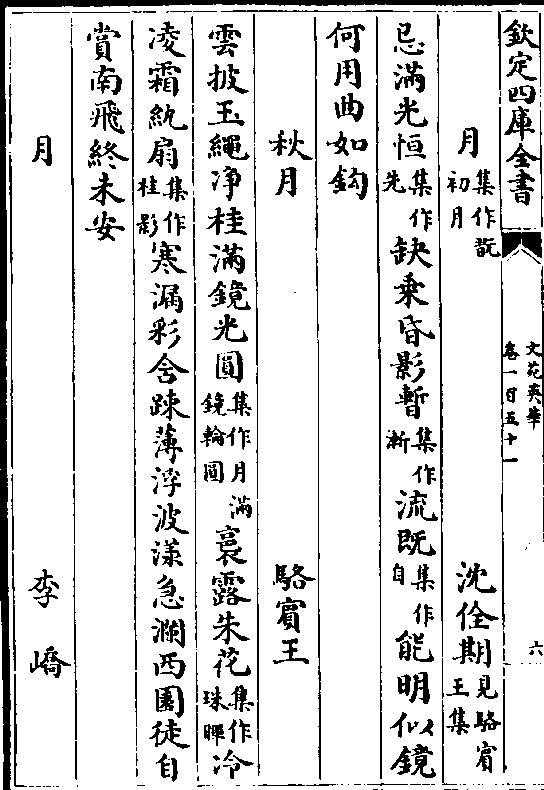 欽定四庫全書 文苑英華 卷一百五十一 六
月 集作翫初月 沈佺期 見駱賓王集
忌滿光恒集作先缺乗昏影暫集作漸流既集作自能明似鏡
何用曲如鈎
秋月 駱賓王
雲披玉繩净桂滿鏡光圓集作月滿鏡輪圓裛露朱花集作珠暉冷
凌霜紈扇集作桂影寒漏彩含踈薄浮波漾急瀾西園徒自
賞南飛終未安
月 李嶠